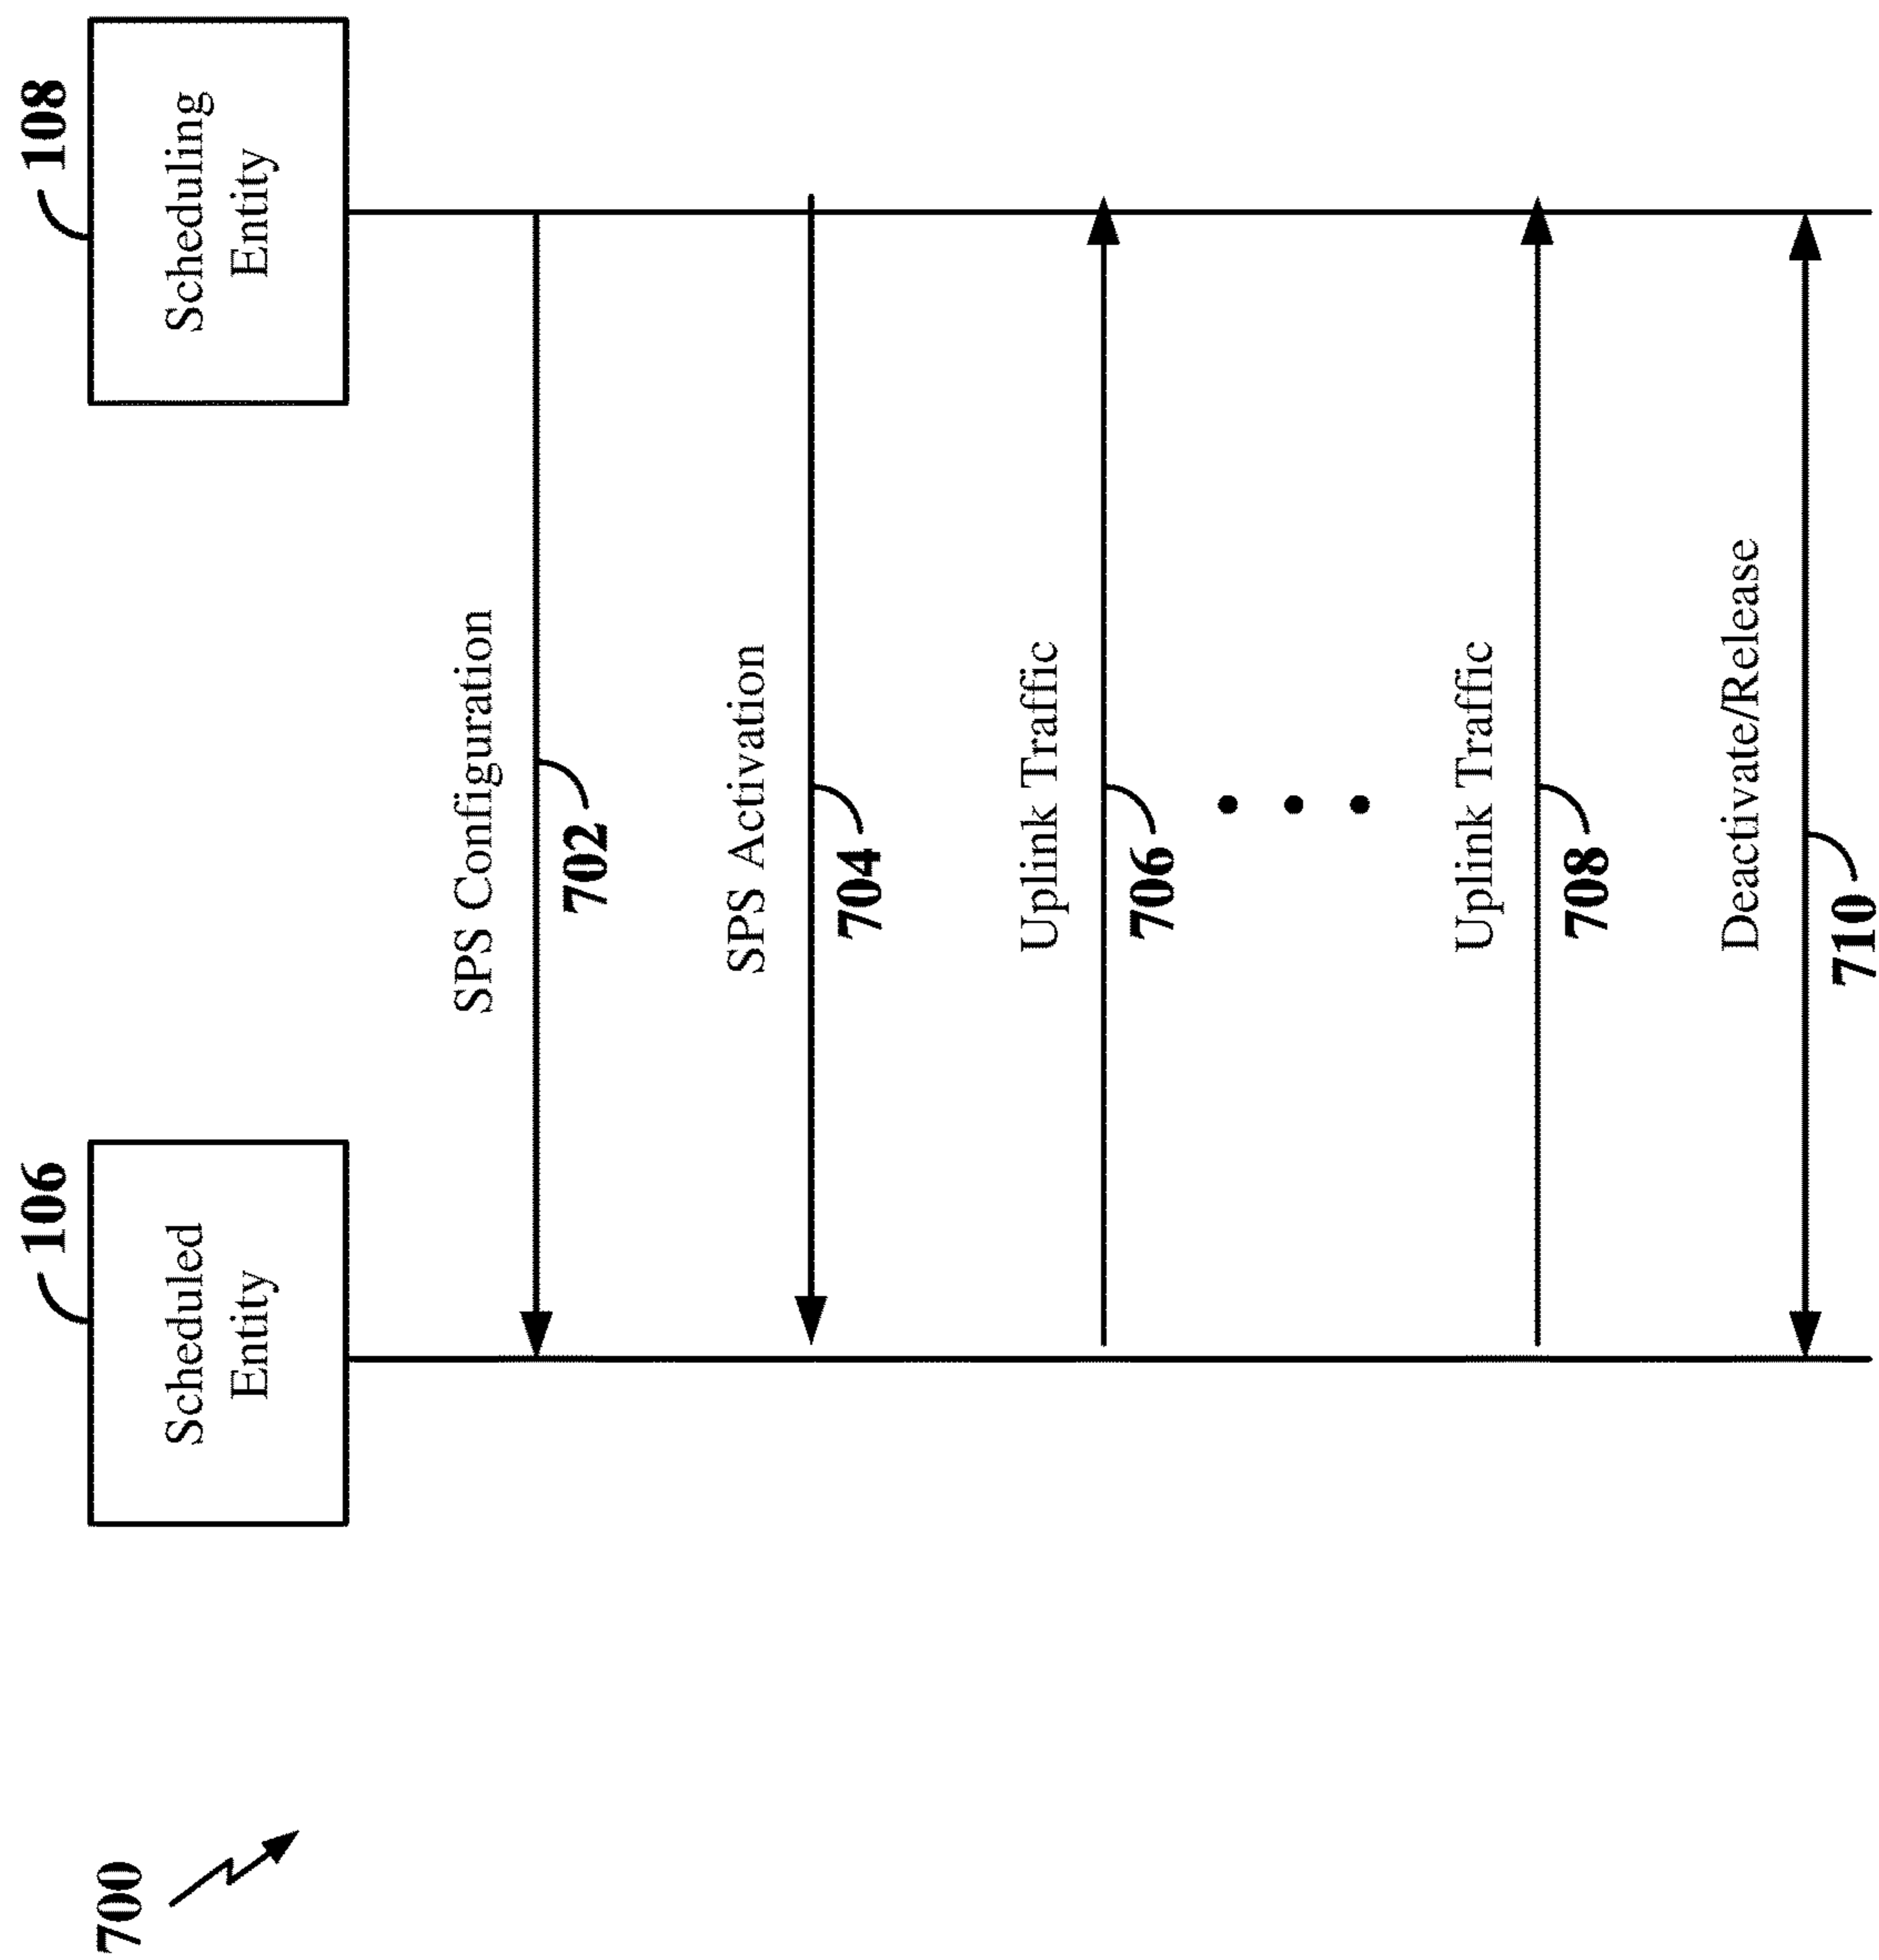 700
106
108
Scheduled
Entity
Scheduling
Entity
SPS Configuration
702
SPS Activation
704
Uplink Traffic
706
Uplink Traffic
708
Deactivate/Release
710